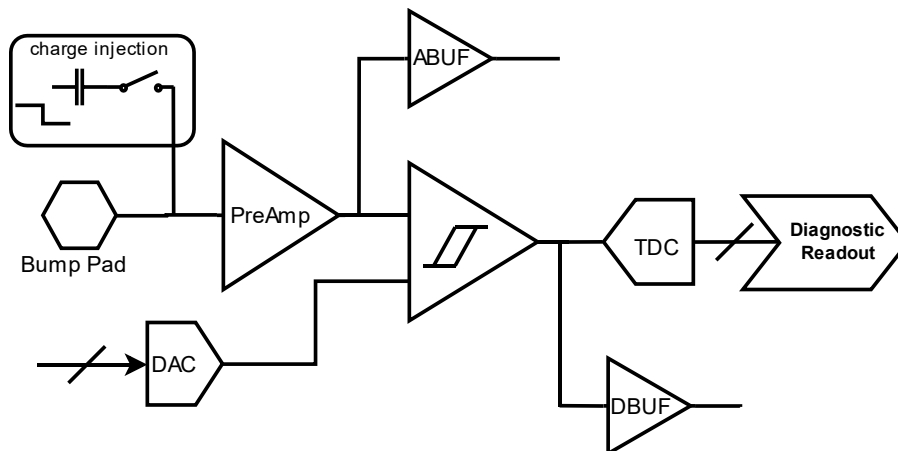 charge injection
ABUF
PreAmp
Bump Pad
TDC
Diagnostic
Readout
DAC
DBUF